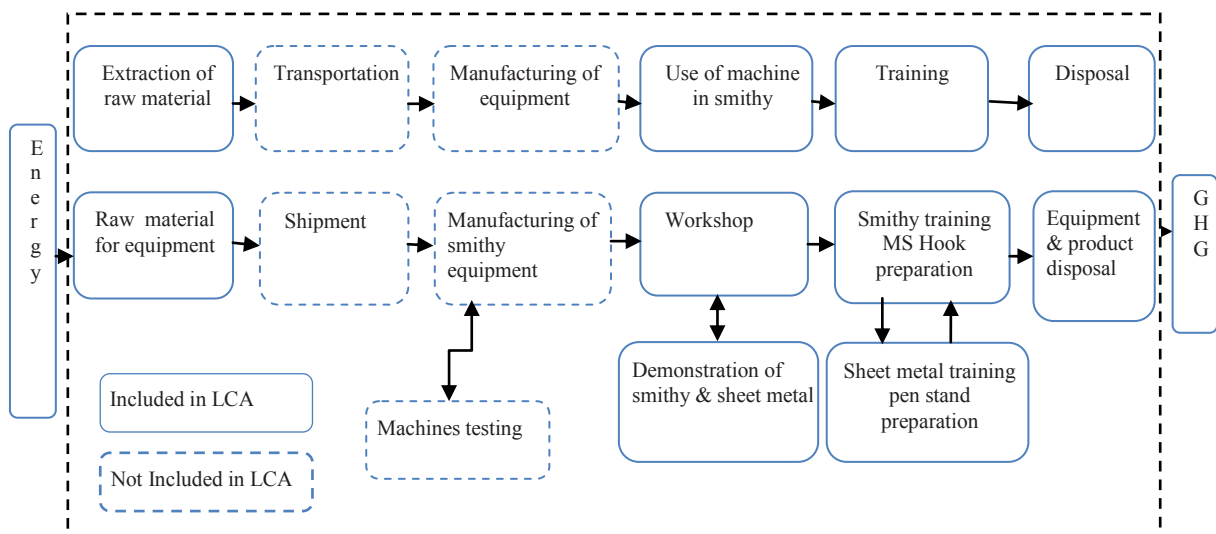 Extraction of
raw material
Transportation
Manufacturing of
equipment
Use of machine
in smithy
Training
Disposal
E
n
e
r
g
y
G
H
G
Raw material
for equipment
Shipment
Manufacturing of
smithy
equipment
Workshop
Smithy training
MS Hook
preparation
Equipment
& product
disposal
Demonstration of
smithy & sheet metal
Sheet metal training
pen stand
preparation
Included in LCA
Machines testing
Not Included in LCA